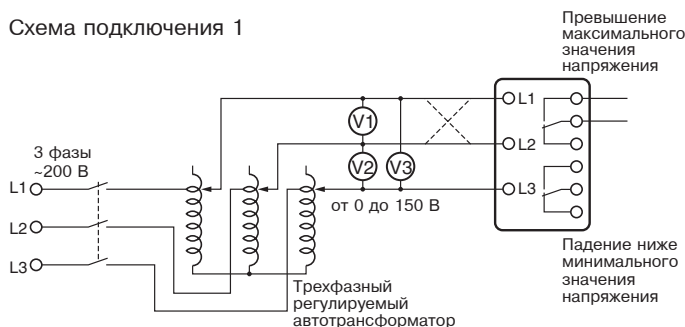 Схема подключения 1
Превышение
максимального
значения
напряжения
L1
V1
L2
3 фазы
~200 В
V2
V3
L1
L3
от 0 до 150 В
L2
L3
Падение ниже
минимального
значения
напряжения
Трехфазный
регулируемый
автотрансформатор